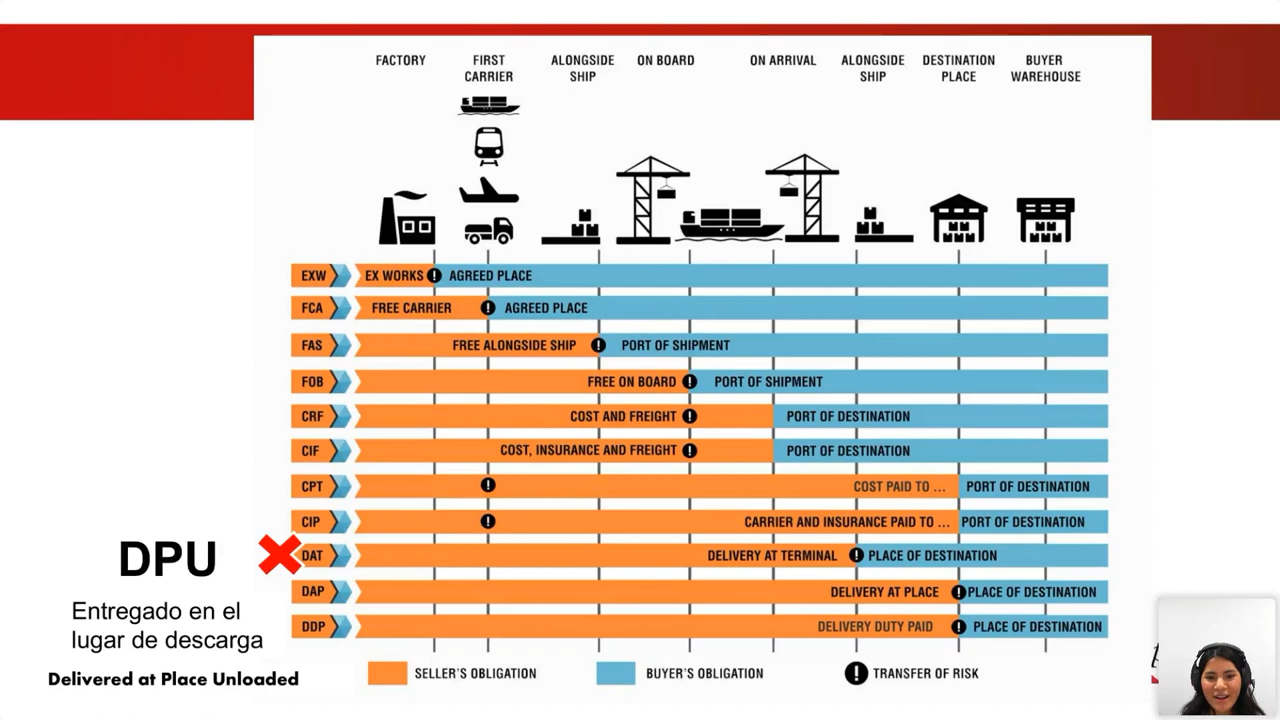 FACTORY
FIRST CARRIER
ALONGSIDE SHIP
ON BOARD
ON ARRIVAL
ALONGSIDE SHIP
DESTINATION PLACE
BUYER WAREHOUSE
EXW EX WORKS ! AGREED PLACE
FCA FREE CARRIER ! AGREED PLACE
FAS FREE ALONGSIDE SHIP ! PORT OF SHIPMENT
FOB FREE ON BOARD ! PORT OF SHIPMENT
CRF COST AND FREIGHT ! PORT OF DESTINATION
CIF COST, INSURANCE AND FREIGHT ! PORT OF DESTINATION
CPT ! COST PAID TO ... PORT OF DESTINATION
CIP ! CARRIER AND INSURANCE PAID TO ... PORT OF DESTINATION
DAT DELIVERY AT TERMINAL ! PLACE OF DESTINATION
DAP DELIVERY AT PLACE ! PLACE OF DESTINATION
DDP DELIVERY DUTY PAID ! PLACE OF DESTINATION
SELLER'S OBLIGATION
BUYER'S OBLIGATION
! TRANSFER OF RISK
DPU
Entregado en el
lugar de descarga
Delivered at Place Unloaded